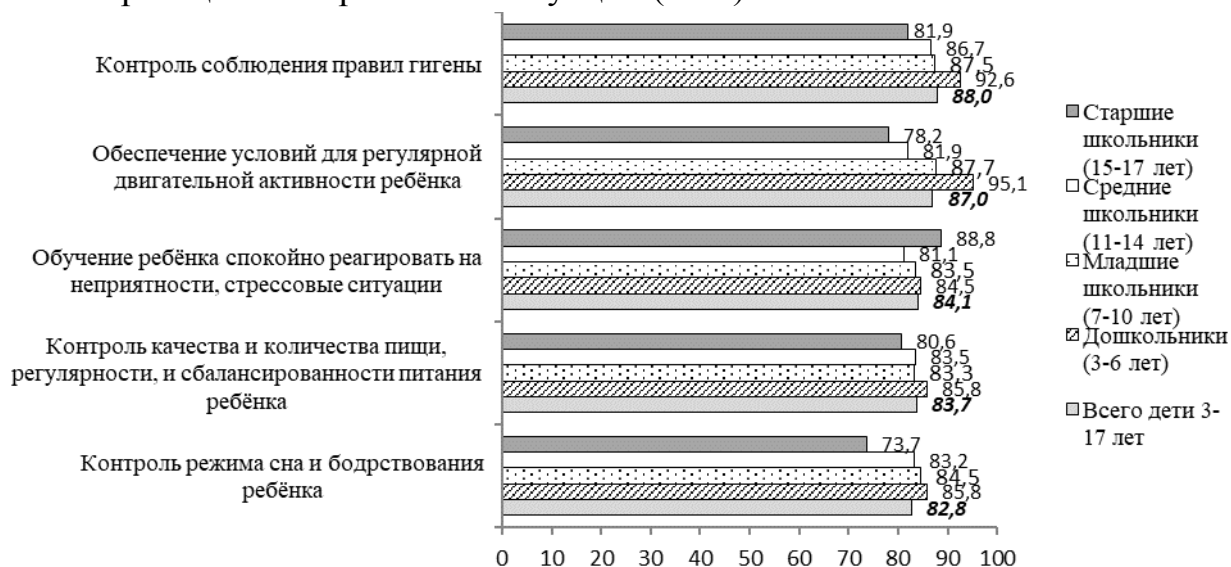 Контроль соблюдения правил гигены
81,9
86,7
87,5
92,6
88,0
Обеспечение условий для регулярной
двигательной активности ребёнка
78,2
81,9
87,7
95,1
87,0
Обучение ребёнка спокойно реагировать на
неприятности, стрессовые ситуации
88,8
81,1
83,5
84,5
84,1
Контроль качества и количества пищи,
регулярности, и сбалансированности питания
ребёнка
80,6
83,5
83,3
85,8
83,7
Контроль режима сна и бодрствования
ребёнка
73,7
83,2
84,5
85,8
82,8
0 10 20 30 40 50 60 70 80 90 100
Старшие
школьники
(15-17 лет)
Средние
школьники
(11-14 лет)
Младшие
школьники
(7-10 лет)
Дошкольники
(3-6 лет)
Всего дети 3-
17 лет